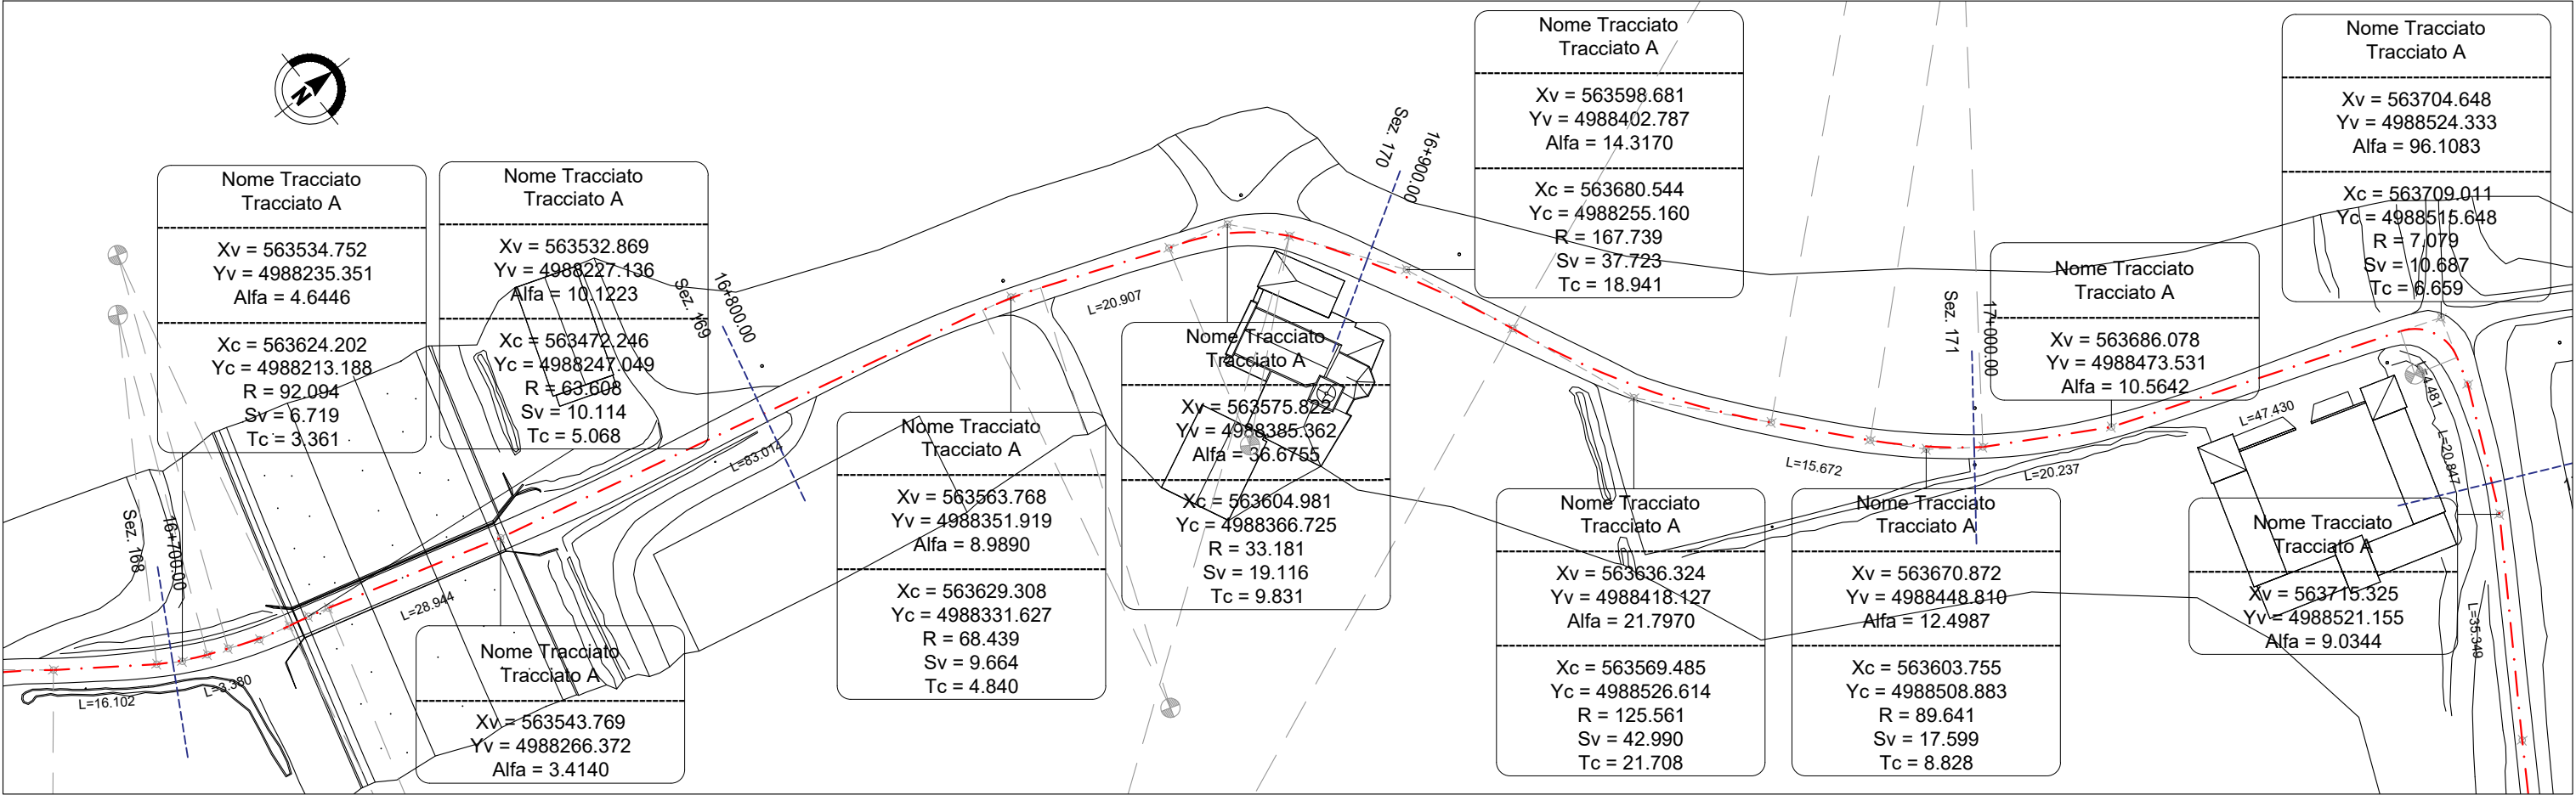 N
Nome Tracciato
Tracciato A
Xv = 563534.752
Yv = 4988235.351
Alfa = 4.6446
Xc = 563624.202
Yc = 4988213.188
R = 92.094
Sv = 6.719
Tc = 3.361
Nome Tracciato
Tracciato A
Xv = 563532.869
Yv = 4988227.136
Alfa = 10.1223
Xc = 563472.246
Yc = 4988247.049
R = 63.608
Sv = 10.114
Tc = 5.068
Sez. 168
16+700.00
L=16.102
L=3.380
L=28.944
Nome Tracciato
Tracciato A
Xv = 563543.769
Yv = 4988266.372
Alfa = 3.4140
Sez. 169
16+800.00
L=83.014
Nome Tracciato
Tracciato A
Xv = 563563.768
Yv = 4988351.919
Alfa = 8.9890
Xc = 563629.308
Yc = 4988331.627
R = 68.439
Sv = 9.664
Tc = 4.840
L=20.907
Nome Tracciato
Tracciato A
Xv = 563575.822
Yv = 4988385.362
Alfa = 36.6755
Xc = 563604.981
Yc = 4988366.725
R = 33.181
Sv = 19.116
Tc = 9.831
Sez. 170
16+900.00
Nome Tracciato
Tracciato A
Xv = 563598.681
Yv = 4988402.787
Alfa = 14.3170
Xc = 563680.544
Yc = 4988255.160
R = 167.739
Sv = 37.723
Tc = 18.941
Nome Tracciato
Tracciato A
Xv = 563636.324
Yv = 4988418.127
Alfa = 21.7970
Xc = 563569.485
Yc = 4988526.614
R = 125.561
Sv = 42.990
Tc = 21.708
L=15.672
Nome Tracciato
Tracciato A
Xv = 563670.872
Yv = 4988448.810
Alfa = 12.4987
Xc = 563603.755
Yc = 4988508.883
R = 89.641
Sv = 17.599
Tc = 8.828
Sez. 171
17+000.00
L=20.237
Nome Tracciato
Tracciato A
Xv = 563686.078
Yv = 4988473.531
Alfa = 10.5642
L=47.430
Nome Tracciato
Tracciato A
Xv = 563704.648
Yv = 4988524.333
Alfa = 96.1083
Xc = 563709.011
Yc = 4988515.648
R = 7.079
Sv = 10.687
Tc = 6.659
L=4.481
L=20.847
Nome Tracciato
Tracciato A
Xv = 563715.325
Yv = 4988521.155
Alfa = 9.0344
L=35.349